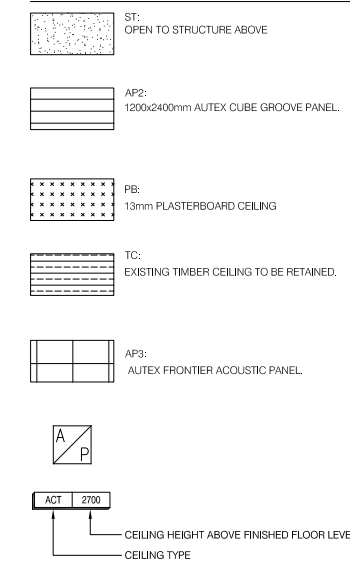 ST:
OPEN TO STRUCTURE ABOVE
AP2:
1200x2400mm AUTEX CUBE GROOVE PANEL.
PB:
13mm PLASTERBOARD CEILING
TC:
EXISTING TIMBER CEILING TO BE RETAINED.
AP3:
AUTEX FRONTIER ACOUSTIC PANEL.
A
P
ACT 2700
CEILING HEIGHT ABOVE FINISHED FLOOR LEVE
CEILING TYPE